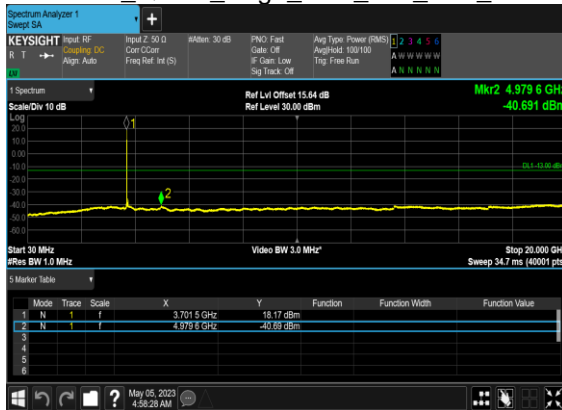 Spectrum Analyzer 1
Swept SA
+
KEYSIGHT Input: RF Input Z: 50 Ω #Atten: 30 dB PNO: Fast Avg Type: Power (RMS) 1 2 3 4 5 6
R T Coupling: DC Corr CCorr Gate: Off Avg|Hold: 100/100 A W W W W W
Align: Auto Freq Ref: Int (S) IF Gain: Low Trig: Free Run
Sig Track: Off A N N N N N
1 Spectrum
Scale/Div 10 dB Ref Lvl Offset 15.64 dB Mkr2 4.979 6 GHz
Ref Level 30.00 dBm -40.691 dBm
Log
20.0
10.0
0.00
-10.0
-20.0
-30.0
-40.0
-50.0
-60.0
1
2
DL1 -13.00 dBm
Start 30 MHz Video BW 3.0 MHz* Stop 20.000 GHz
#Res BW 1.0 MHz Sweep 34.7 ms (40001 pts)
5 Marker Table
Mode Trace Scale X Y Function Function Width Function Value
1 N 1 f 3.701 5 GHz 18.17 dBm
2 N 1 f 4.979 6 GHz -40.69 dBm
3
4
5
6
? May 05, 2023
4:58:28 AM